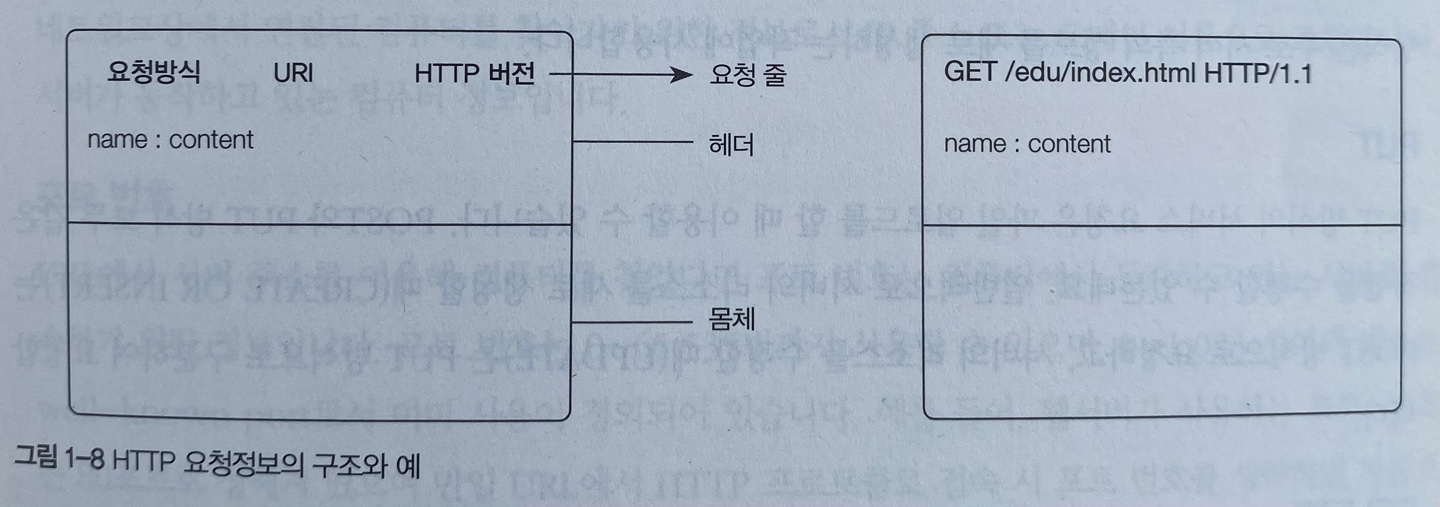 요청방식 URI HTTP 버전
요청 줄
name : content
헤더
몸체
GET /edu/index.html HTTP/1.1
name : content
그림 1-8 HTTP 요청정보의 구조와 예